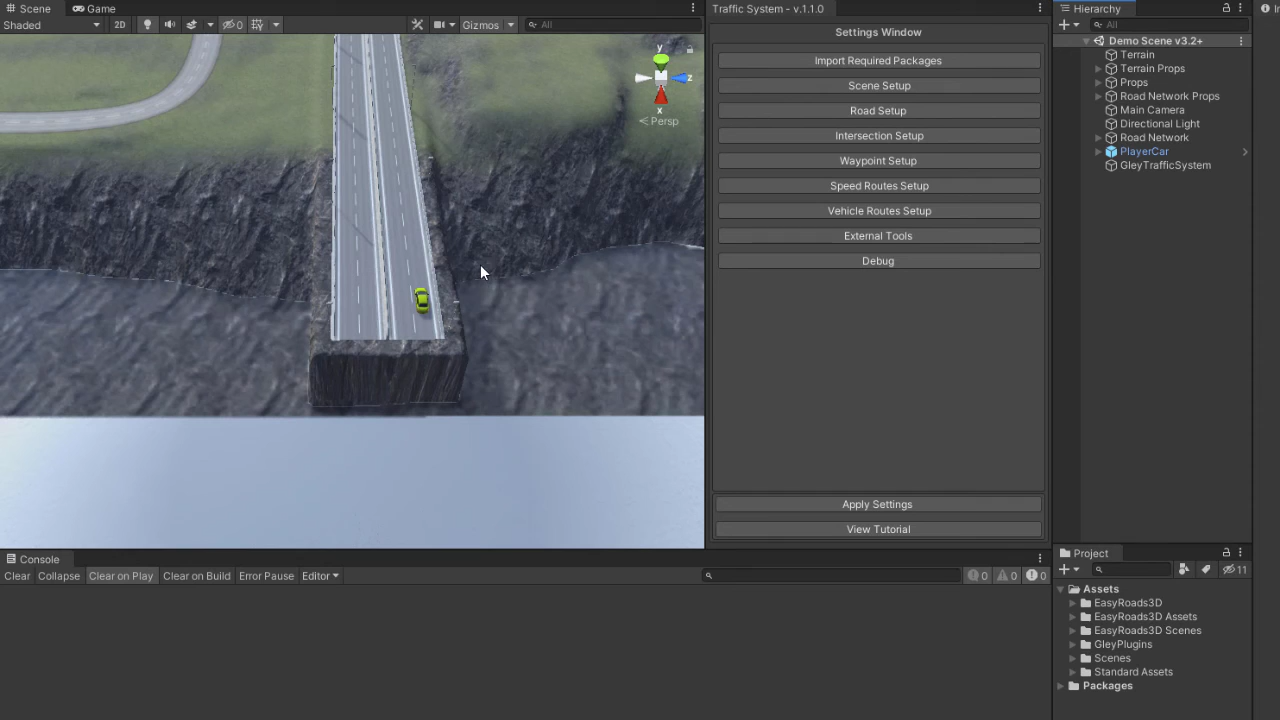 Scene
Game
Shaded
2D
0
Gizmos
All
y
z
x
Persp
Traffic System - v.1.1.0
Settings Window
Import Required Packages
Scene Setup
Road Setup
Intersection Setup
Waypoint Setup
Speed Routes Setup
Vehicle Routes Setup
External Tools
Debug
Apply Settings
View Tutorial
Hierarchy
All
Demo Scene v3.2+
Terrain
Terrain Props
Props
Road Network Props
Main Camera
Directional Light
Road Network
PlayerCar
GleyTrafficSystem
Console
Clear
Collapse
Clear on Play
Clear on Build
Error Pause
Editor
0
0
0
Project
11
Assets
EasyRoads3D
EasyRoads3D Assets
EasyRoads3D Scenes
GleyPlugins
Scenes
Standard Assets
Packages